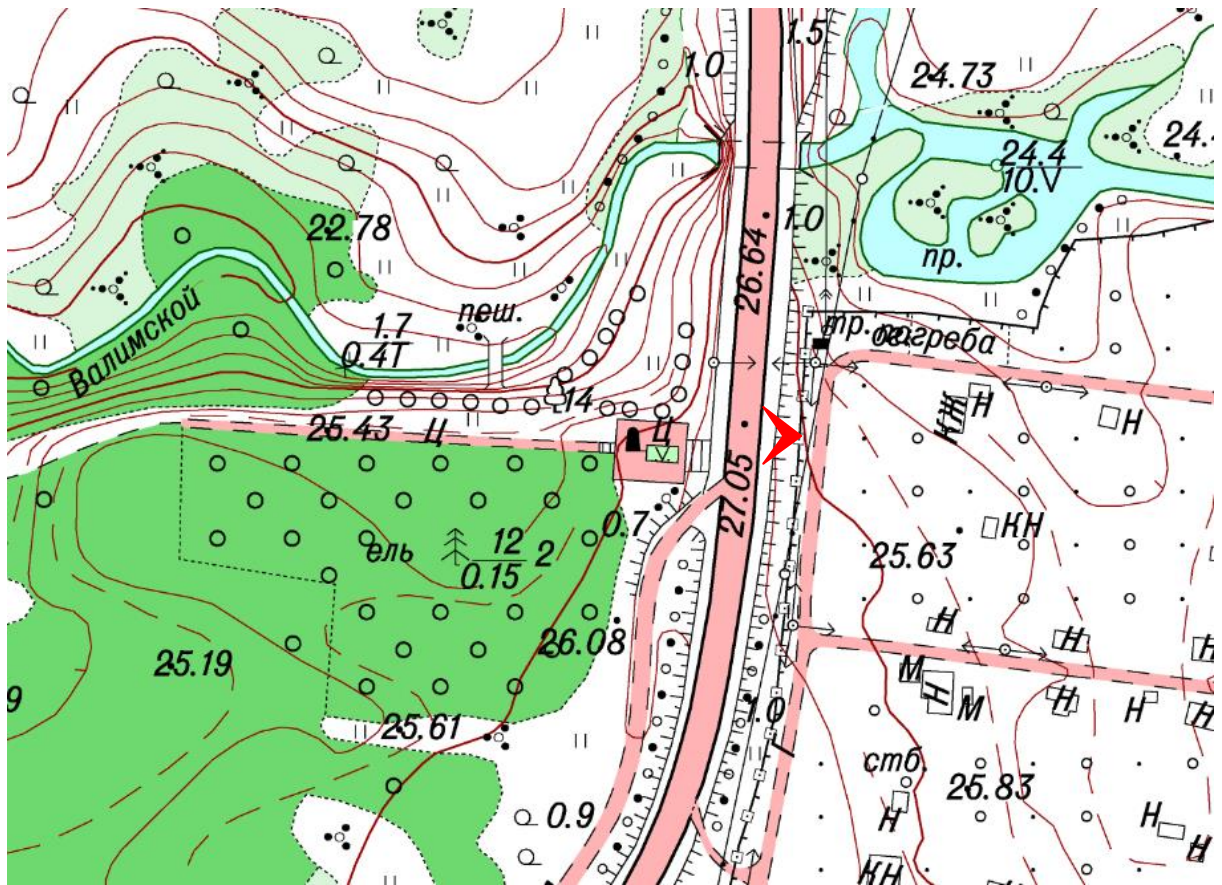 1.5
1.0
24.73
24.4
24.4
10.V
22.78
1.0
26.64
пр.
Валимской
1.7
0.4Т
пеш.
тр.
погреба
14
КЖ
Н
Н
25.43
Ц
Ц
27.05
0.7
КН
ель
12
0.15
2
25.63
26.08
Н
Н
Н
25.19
М
Н
М
Н
Н
Н
9
25.61
1.0
Г
стб.
25.83
0.9
Н
Н
Н
КН
Н